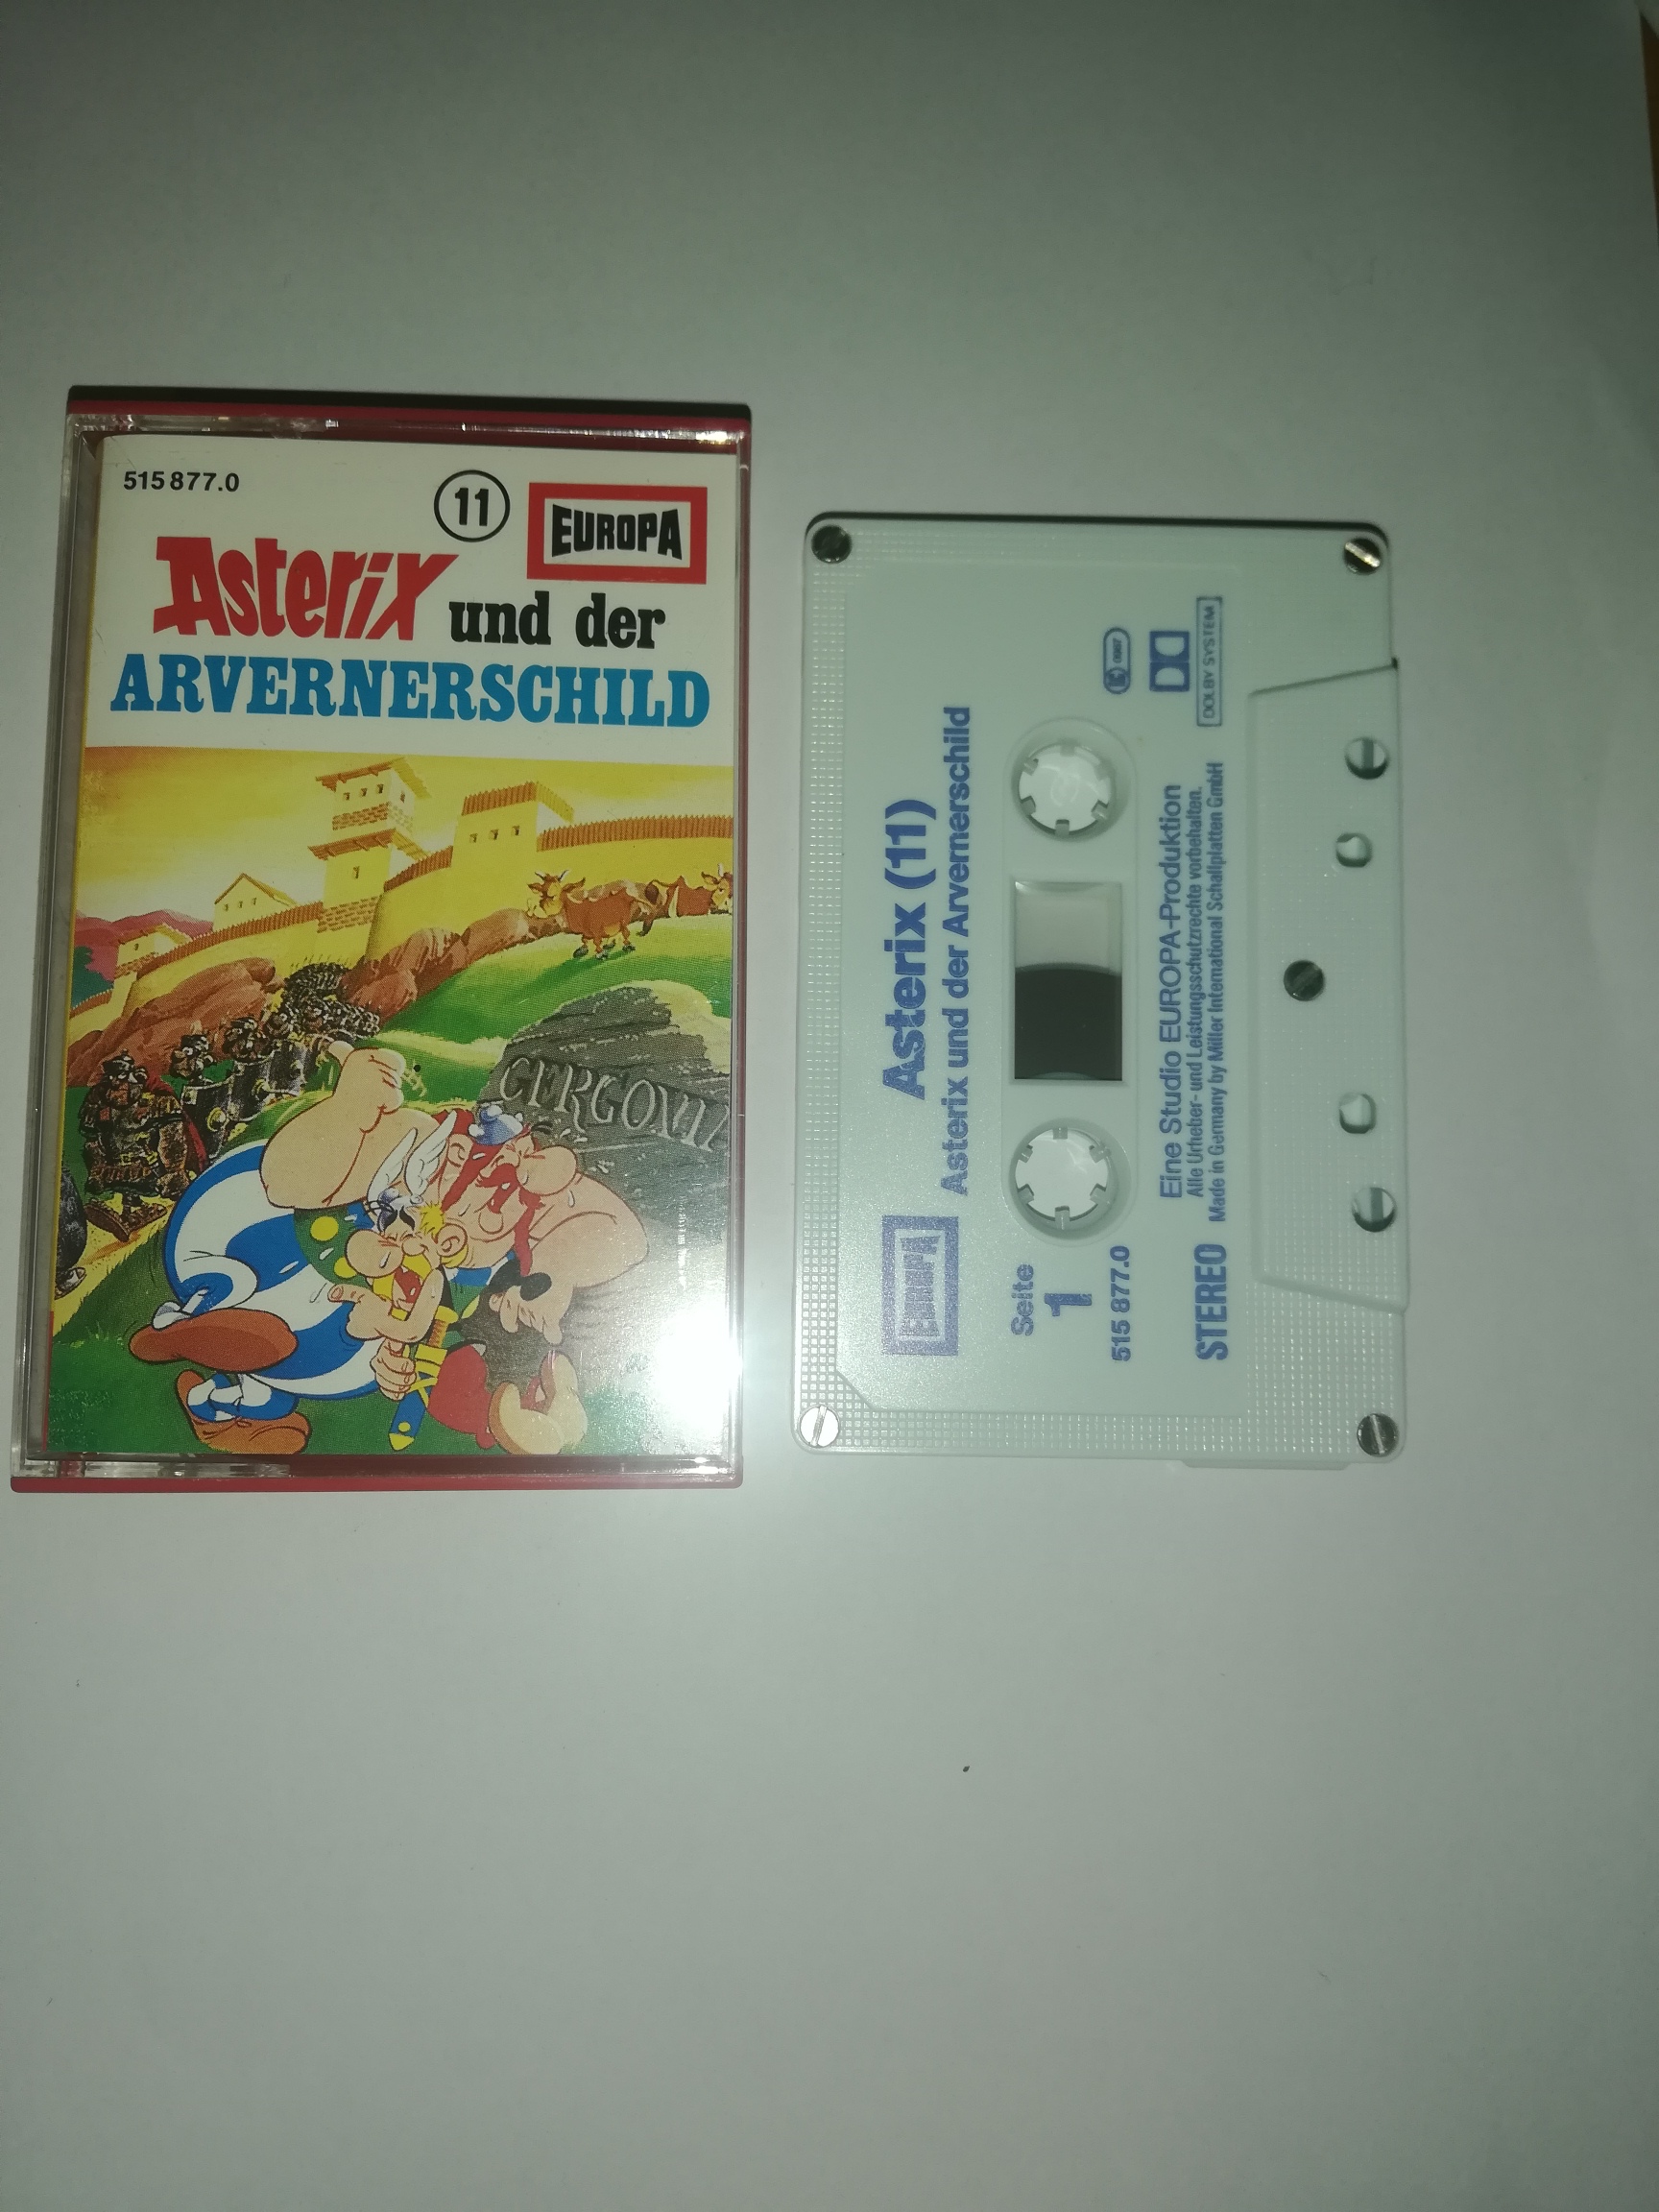 515 877.0
11
EUROPA
Asterix und der
ARVERNERSCHILD
GERGOVI
EUROPA
Asterix (11)
Asterix und der Arvernerschild
Seite
1
515 877.0
Eine Studio EUROPA-Produktion
Alle Urheber- und Leistungsschutzrechte vorbehalten.
Made in Germany by Miller International Schallplatten GmbH
STEREO
DOLBY SYSTEM